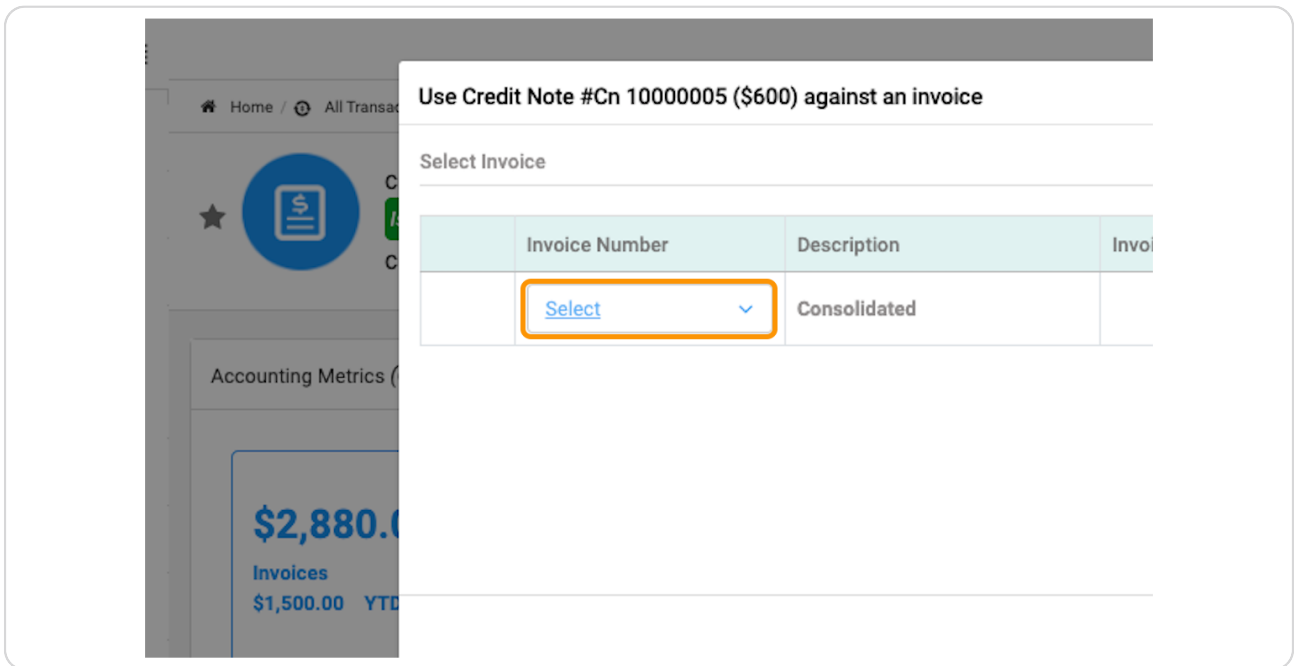 Home / All Transac
Use Credit Note #Cn 10000005 ($600) against an invoice
Select Invoice
Invoice Number Description Invoi
Select Consolidated
Accounting Metrics (
$2,880.0
Invoices
$1,500.00 YTD